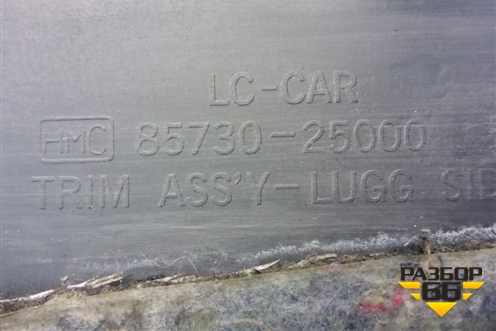 LC-CAR
HMC 85730-25000
TRIM ASS'Y-LUGG SID
РАЗБОР
66